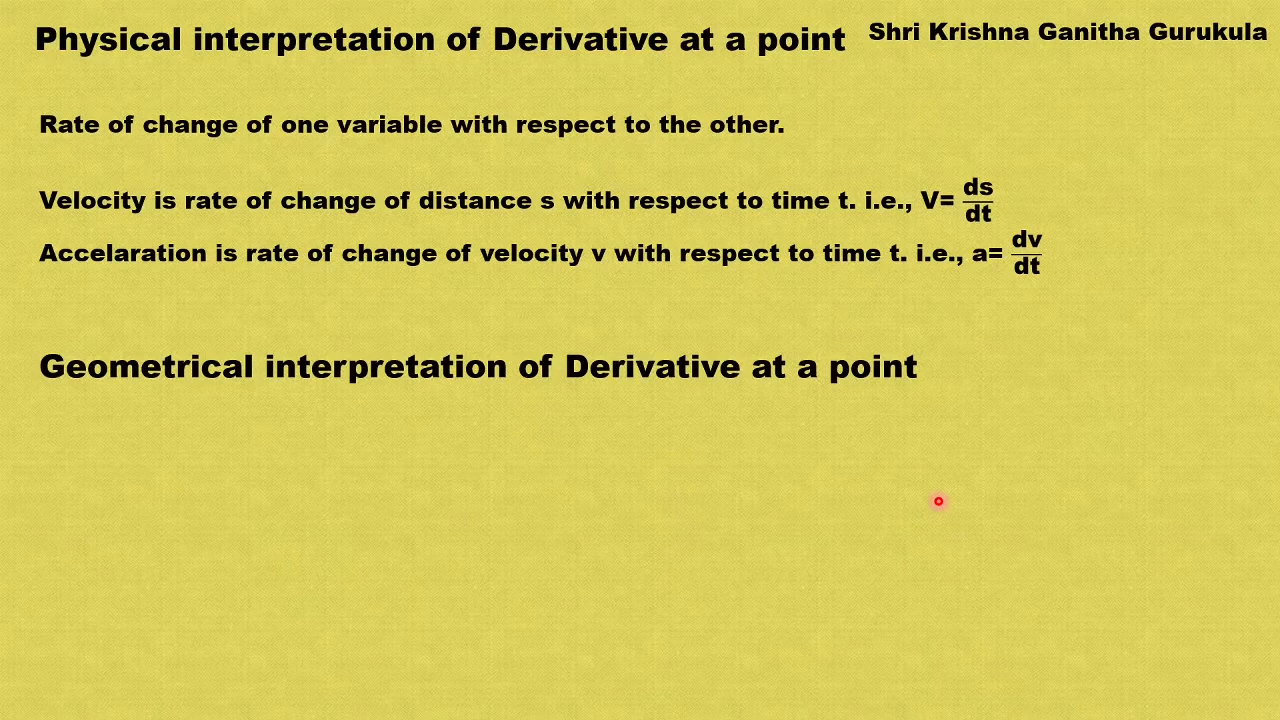 Physical interpretation of Derivative at a point
Shri Krishna Ganitha Gurukula
Rate of change of one variable with respect to the other.
Velocity is rate of change of distance s with respect to time t. i.e., V= ds/dt
Accelaration is rate of change of velocity v with respect to time t. i.e., a= dv/dt
Geometrical interpretation of Derivative at a point